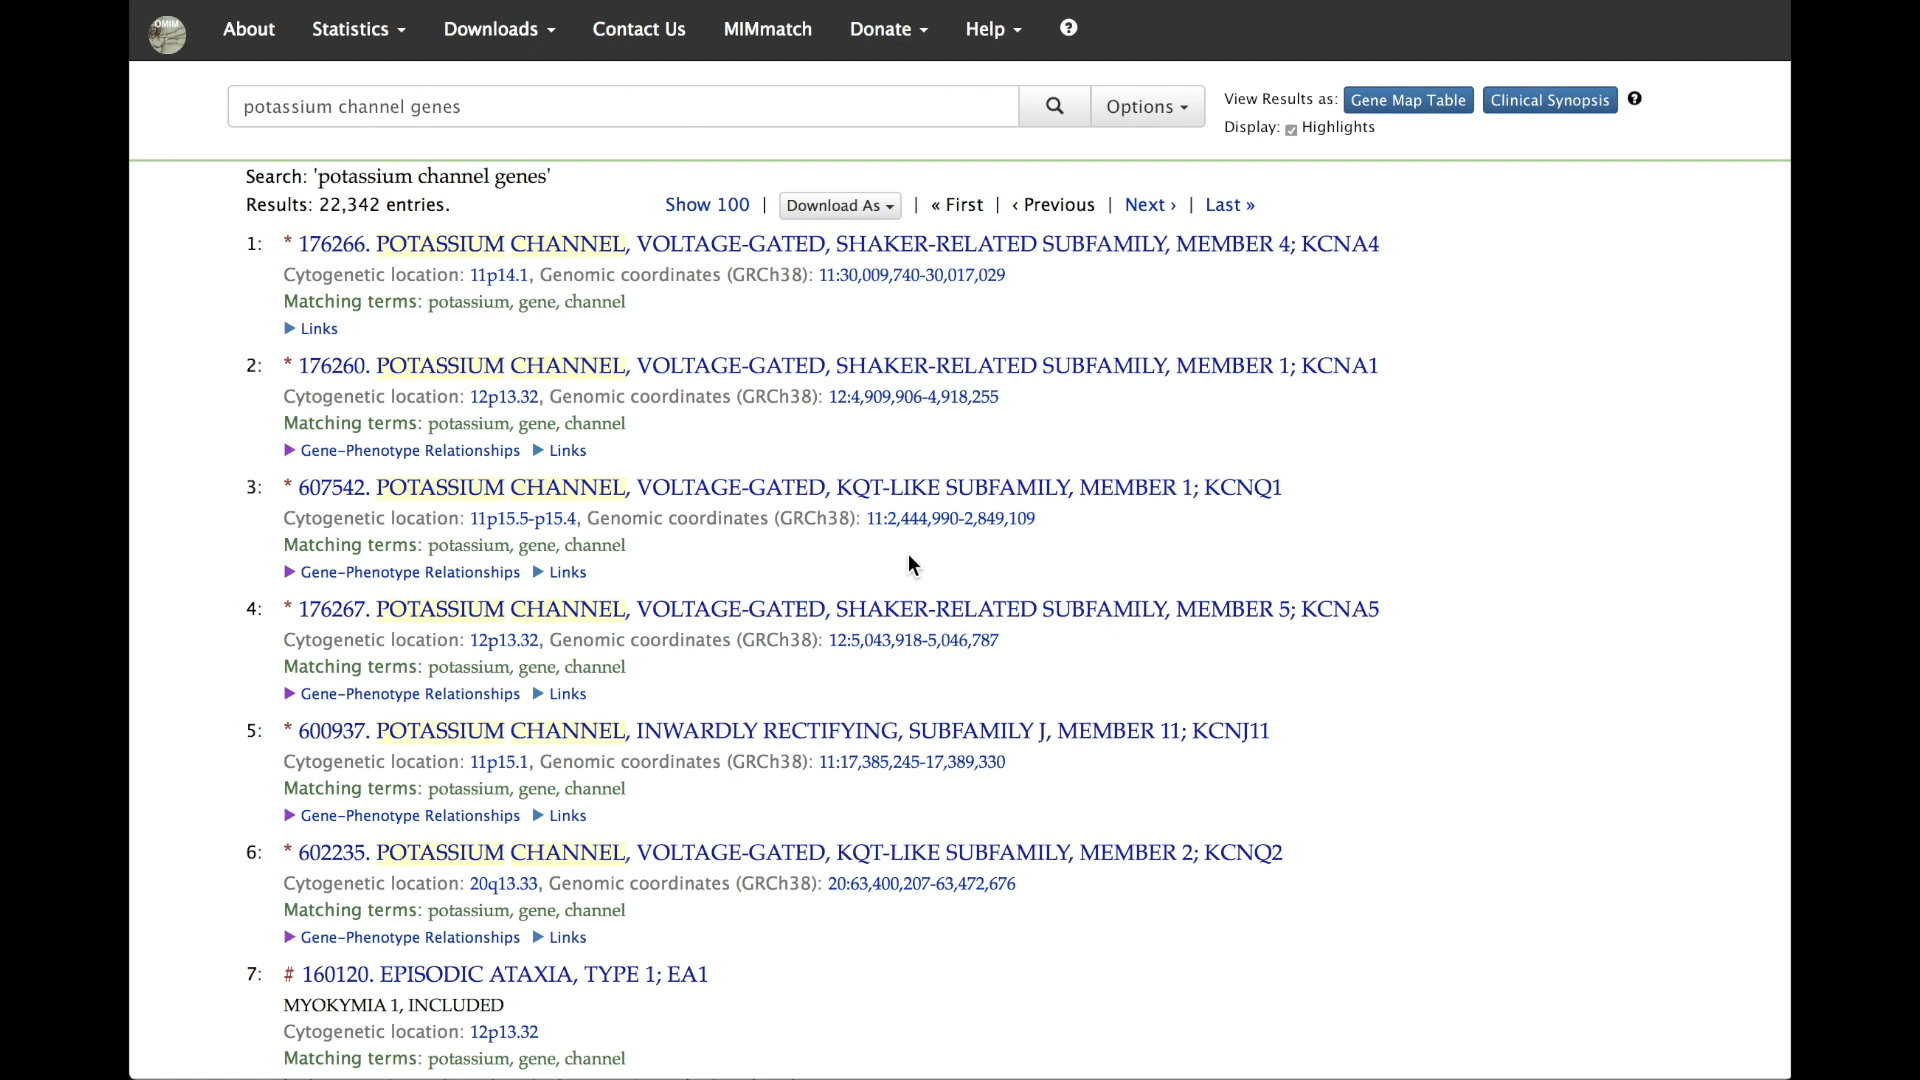 OMIM
About Statistics Downloads Contact Us MIMmatch Donate Help ?
potassium channel genes Options View Results as: Gene Map Table Clinical Synopsis ?
Display: Highlights
Search: 'potassium channel genes'
Results: 22,342 entries. Show 100 | Download As | « First | ‹ Previous | Next › | Last »
1: * 176266. POTASSIUM CHANNEL, VOLTAGE-GATED, SHAKER-RELATED SUBFAMILY, MEMBER 4; KCNA4
Cytogenetic location: 11p14.1, Genomic coordinates (GRCh38): 11:30,009,740-30,017,029
Matching terms: potassium, gene, channel
▶ Links
2: * 176260. POTASSIUM CHANNEL, VOLTAGE-GATED, SHAKER-RELATED SUBFAMILY, MEMBER 1; KCNA1
Cytogenetic location: 12p13.32, Genomic coordinates (GRCh38): 12:4,909,906-4,918,255
Matching terms: potassium, gene, channel
▶ Gene-Phenotype Relationships ▶ Links
3: * 607542. POTASSIUM CHANNEL, VOLTAGE-GATED, KQT-LIKE SUBFAMILY, MEMBER 1; KCNQ1
Cytogenetic location: 11p15.5-p15.4, Genomic coordinates (GRCh38): 11:2,444,990-2,849,109
Matching terms: potassium, gene, channel
▶ Gene-Phenotype Relationships ▶ Links
4: * 176267. POTASSIUM CHANNEL, VOLTAGE-GATED, SHAKER-RELATED SUBFAMILY, MEMBER 5; KCNA5
Cytogenetic location: 12p13.32, Genomic coordinates (GRCh38): 12:5,043,918-5,046,787
Matching terms: potassium, gene, channel
▶ Gene-Phenotype Relationships ▶ Links
5: * 600937. POTASSIUM CHANNEL, INWARDLY RECTIFYING, SUBFAMILY J, MEMBER 11; KCNJ11
Cytogenetic location: 11p15.1, Genomic coordinates (GRCh38): 11:17,385,245-17,389,330
Matching terms: potassium, gene, channel
▶ Gene-Phenotype Relationships ▶ Links
6: * 602235. POTASSIUM CHANNEL, VOLTAGE-GATED, KQT-LIKE SUBFAMILY, MEMBER 2; KCNQ2
Cytogenetic location: 20q13.33, Genomic coordinates (GRCh38): 20:63,400,207-63,472,676
Matching terms: potassium, gene, channel
▶ Gene-Phenotype Relationships ▶ Links
7: # 160120. EPISODIC ATAXIA, TYPE 1; EA1
MYOKYMIA 1, INCLUDED
Cytogenetic location: 12p13.32
Matching terms: potassium, gene, channel